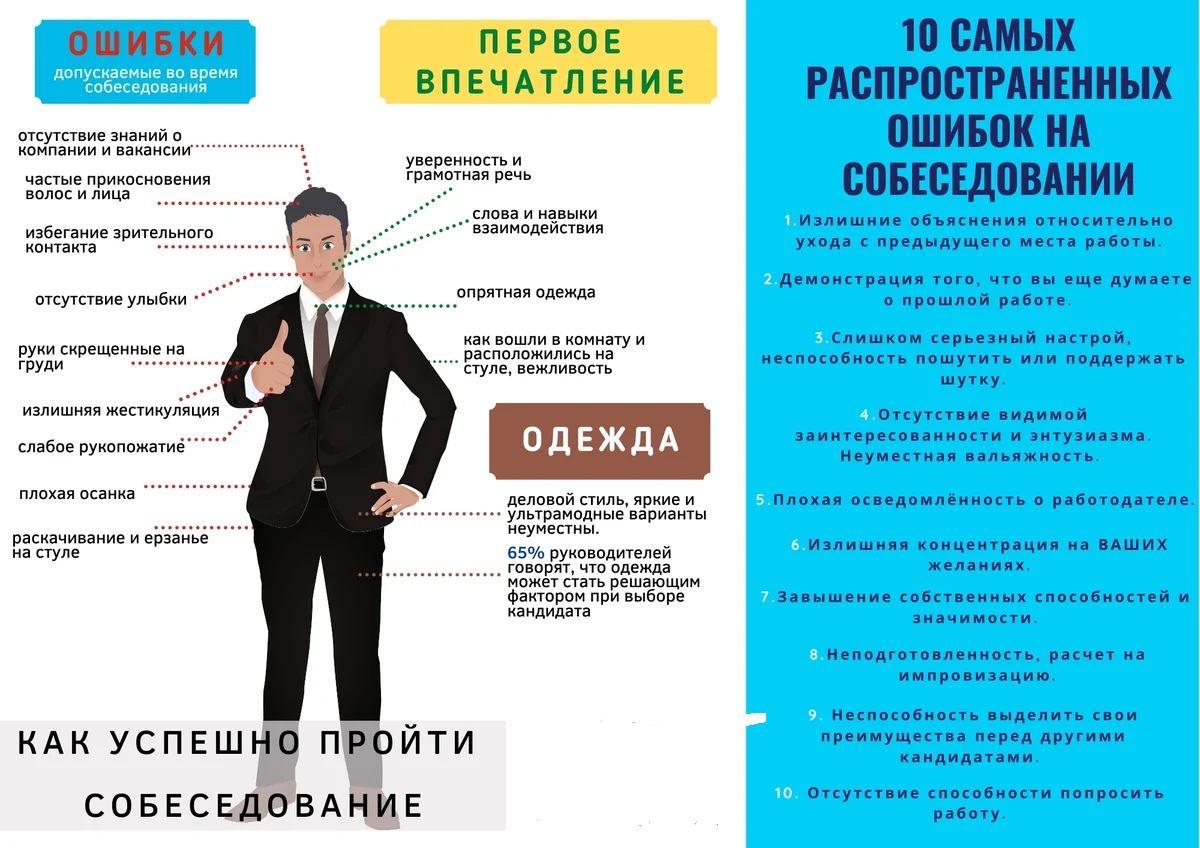 ОШИБКИ
допускаемые во время
собеседования
отсутствие знаний о
компании и вакансии
частые прикосновения
волос и лица
избегание зрительного
контакта
отсутствие улыбки
руки скрещенные на
груди
излишняя жестикуляция
слабое рукопожатие
плохая осанка
раскачивание и ерзанье
на стуле
ПЕРВОЕ
ВПЕЧАТЛЕНИЕ
уверенность и
грамотная речь
слова и навыки
взаимодействия
опрятная одежда
как вошли в комнату и
расположились на
стуле, вежливость
ОДЕЖДА
деловой стиль, яркие и
ультрамодные варианты
неуместны.
65% руководителей
говорят, что одежда
может стать решающим
фактором при выборе
кандидата
КАК УСПЕШНО ПРОЙТИ
СОБЕСЕДОВАНИЕ
10 САМЫХ
РАСПРОСТРАНЕННЫХ
ОШИБОК НА
СОБЕСЕДОВАНИИ
1.Излишние объяснения относительно
ухода с предыдущего места работы.
2.Демонстрация того, что вы еще думаете
о прошлой работе.
3.Слишком серьезный настрой,
неспособность пошутить или поддержать
шутку.
4.Отсутствие видимой
заинтересованности и энтузиазма.
Неуместная вальяжность.
5.Плохая осведомлённость о работодателе.
6.Излишняя концентрация на ВАШИХ
желаниях.
7.Завышение собственных способностей и
значимости.
8.Неподготовленность, расчет на
импровизацию.
9. Неспособность выделить свои
преимущества перед другими
кандидатами.
10. Отсутствие способности попросить
работу.